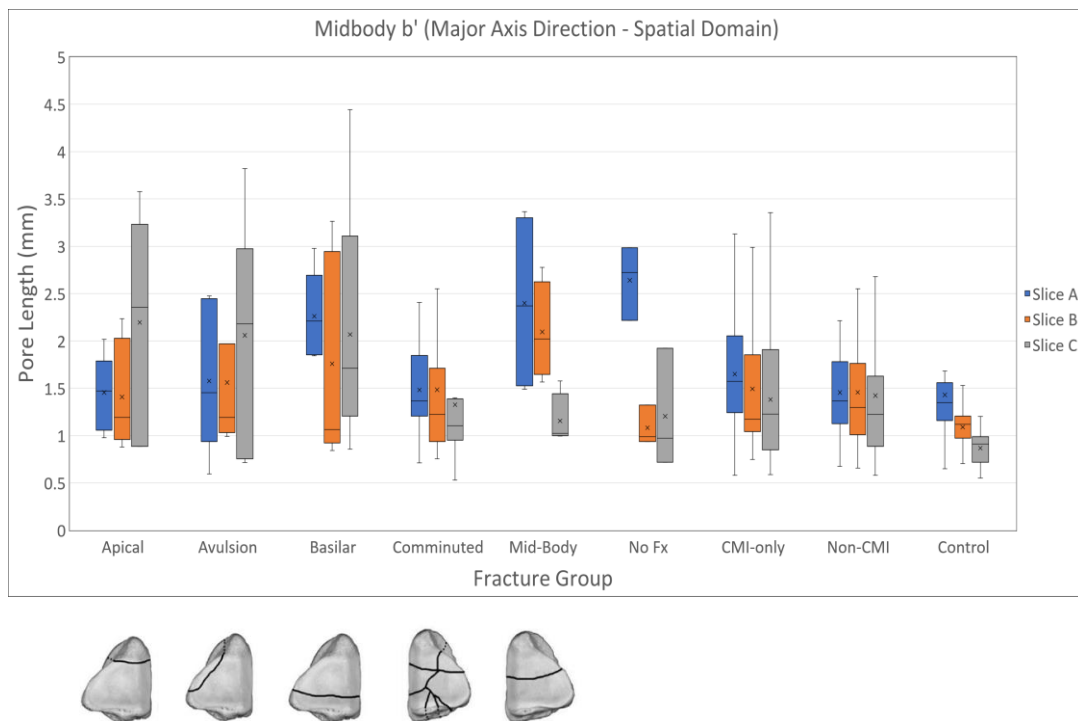 Midbody b' (Major Axis Direction - Spatial Domain)
5
4.5
4
3.5
3
2.5
2
1.5
1
0.5
0
Pore Length (mm)
Apical Avulsion Basilar Comminuted Mid-Body No Fx CMI-only Non-CMI Control
Fracture Group
Slice A
Slice B
Slice C